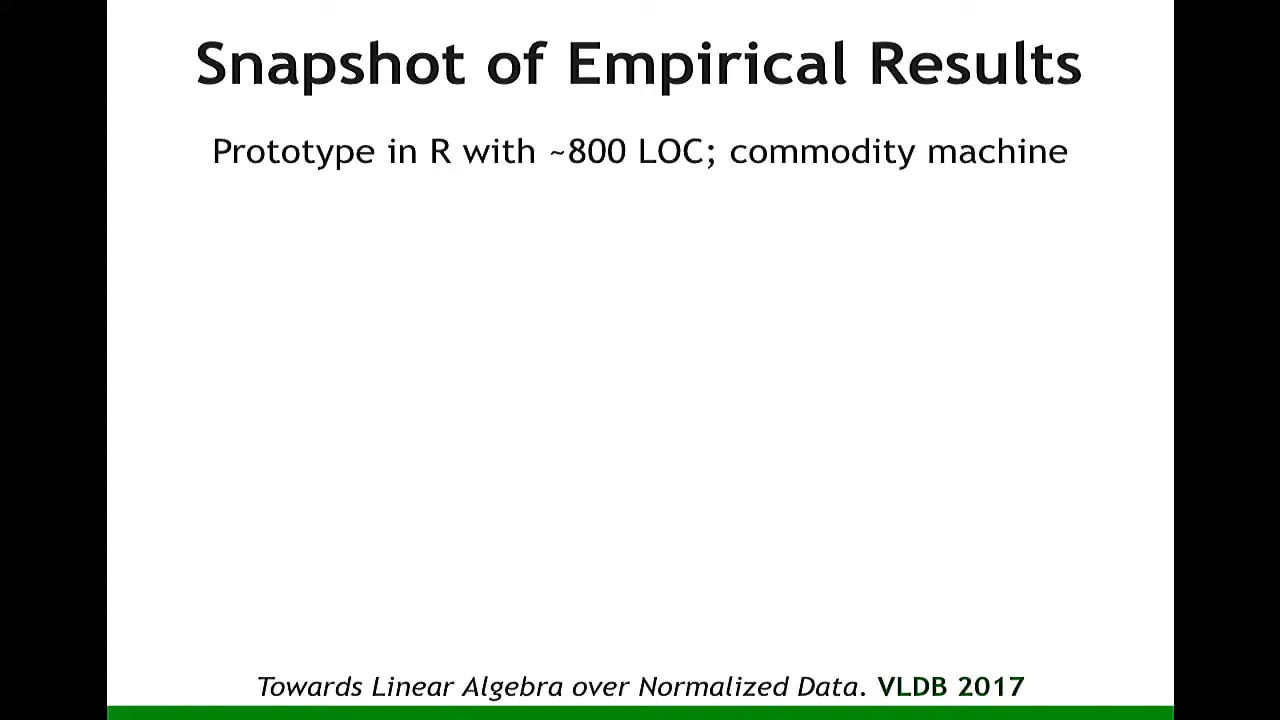 Snapshot of Empirical Results
Prototype in R with ~800 LOC; commodity machine
Towards Linear Algebra over Normalized Data. VLDB 2017